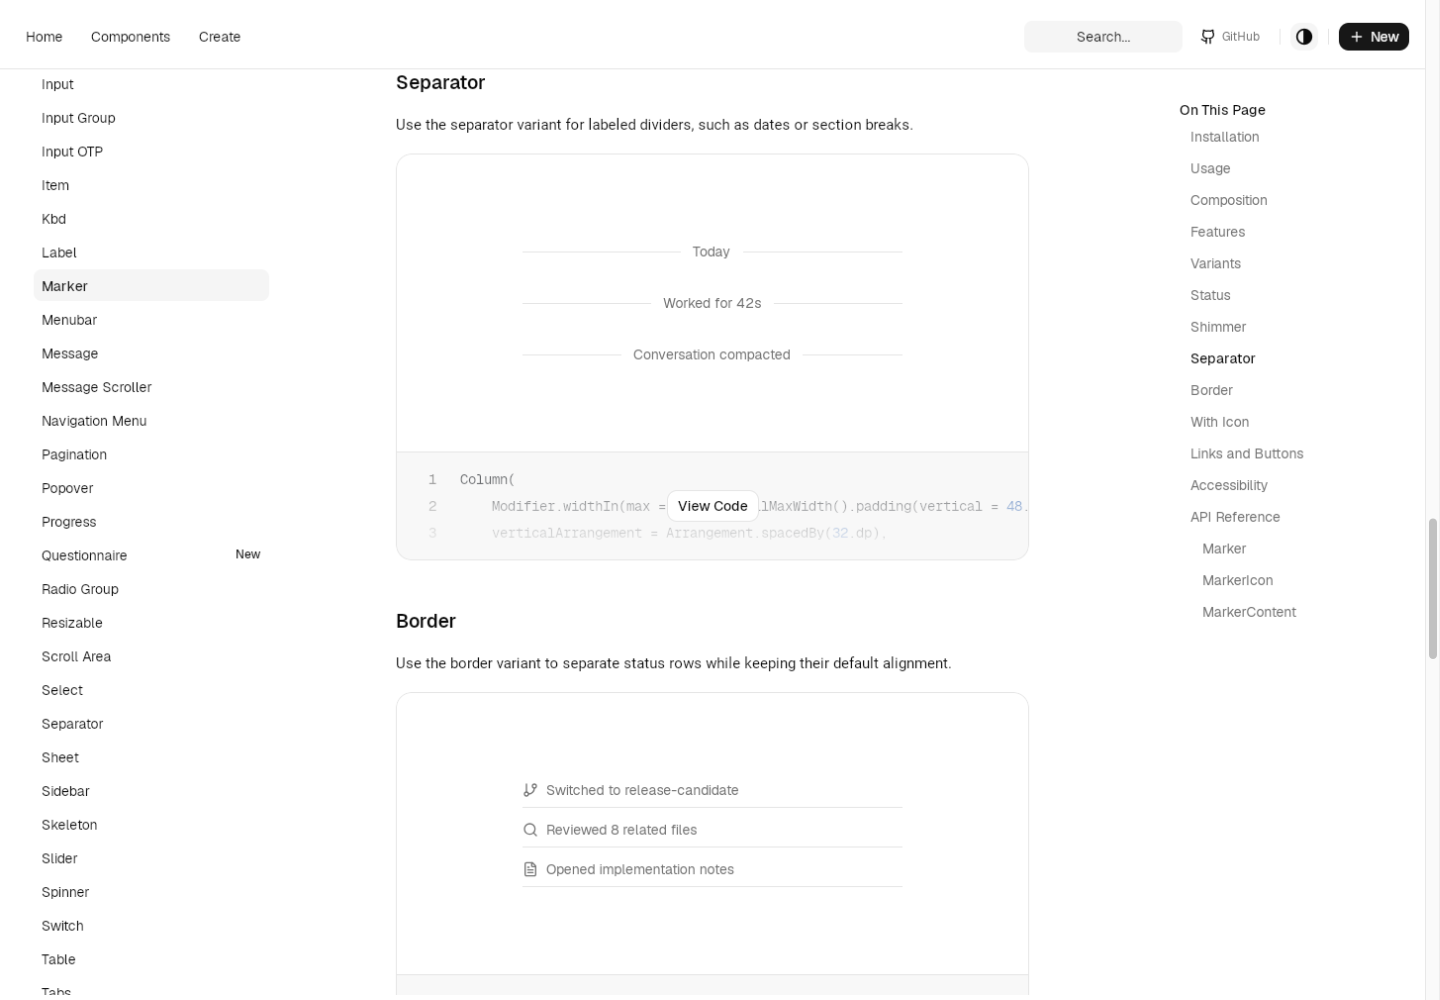 Home
Components
Create
Search...
GitHub
New
Input
Input Group
Input OTP
Item
Kbd
Label
Marker
Menubar
Message
Message Scroller
Navigation Menu
Pagination
Popover
Progress
Questionnaire New
Radio Group
Resizable
Scroll Area
Select
Separator
Sheet
Sidebar
Skeleton
Slider
Spinner
Switch
Table
Tabs
Separator
Use the separator variant for labeled dividers, such as dates or section breaks.
Today
Worked for 42s
Conversation compacted
1 Column(
2 Modifier.widthIn(max = llMaxWidth().padding(vertical = 48.
View Code
3 verticalArrangement = Arrangement.spacedBy(32.dp),
Border
Use the border variant to separate status rows while keeping their default alignment.
Switched to release-candidate
Reviewed 8 related files
Opened implementation notes
On This Page
Installation
Usage
Composition
Features
Variants
Status
Shimmer
Separator
Border
With Icon
Links and Buttons
Accessibility
API Reference
Marker
MarkerIcon
MarkerContent